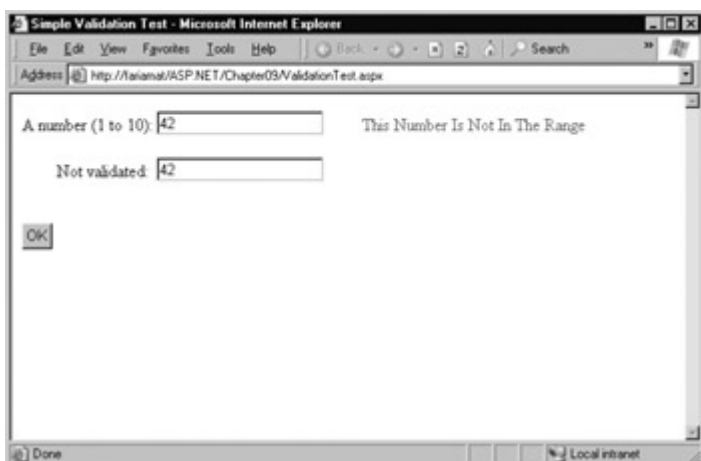 Simple Validation Test - Microsoft Internet Explorer
File Edit View Favorites Tools Help Back Search »
Address http://fariamat/ASP.NET/Chapter09/ValidationTest.aspx
A number (1 to 10): 42 This Number Is Not In The Range
Not validated: 42
OK
Done Local intranet